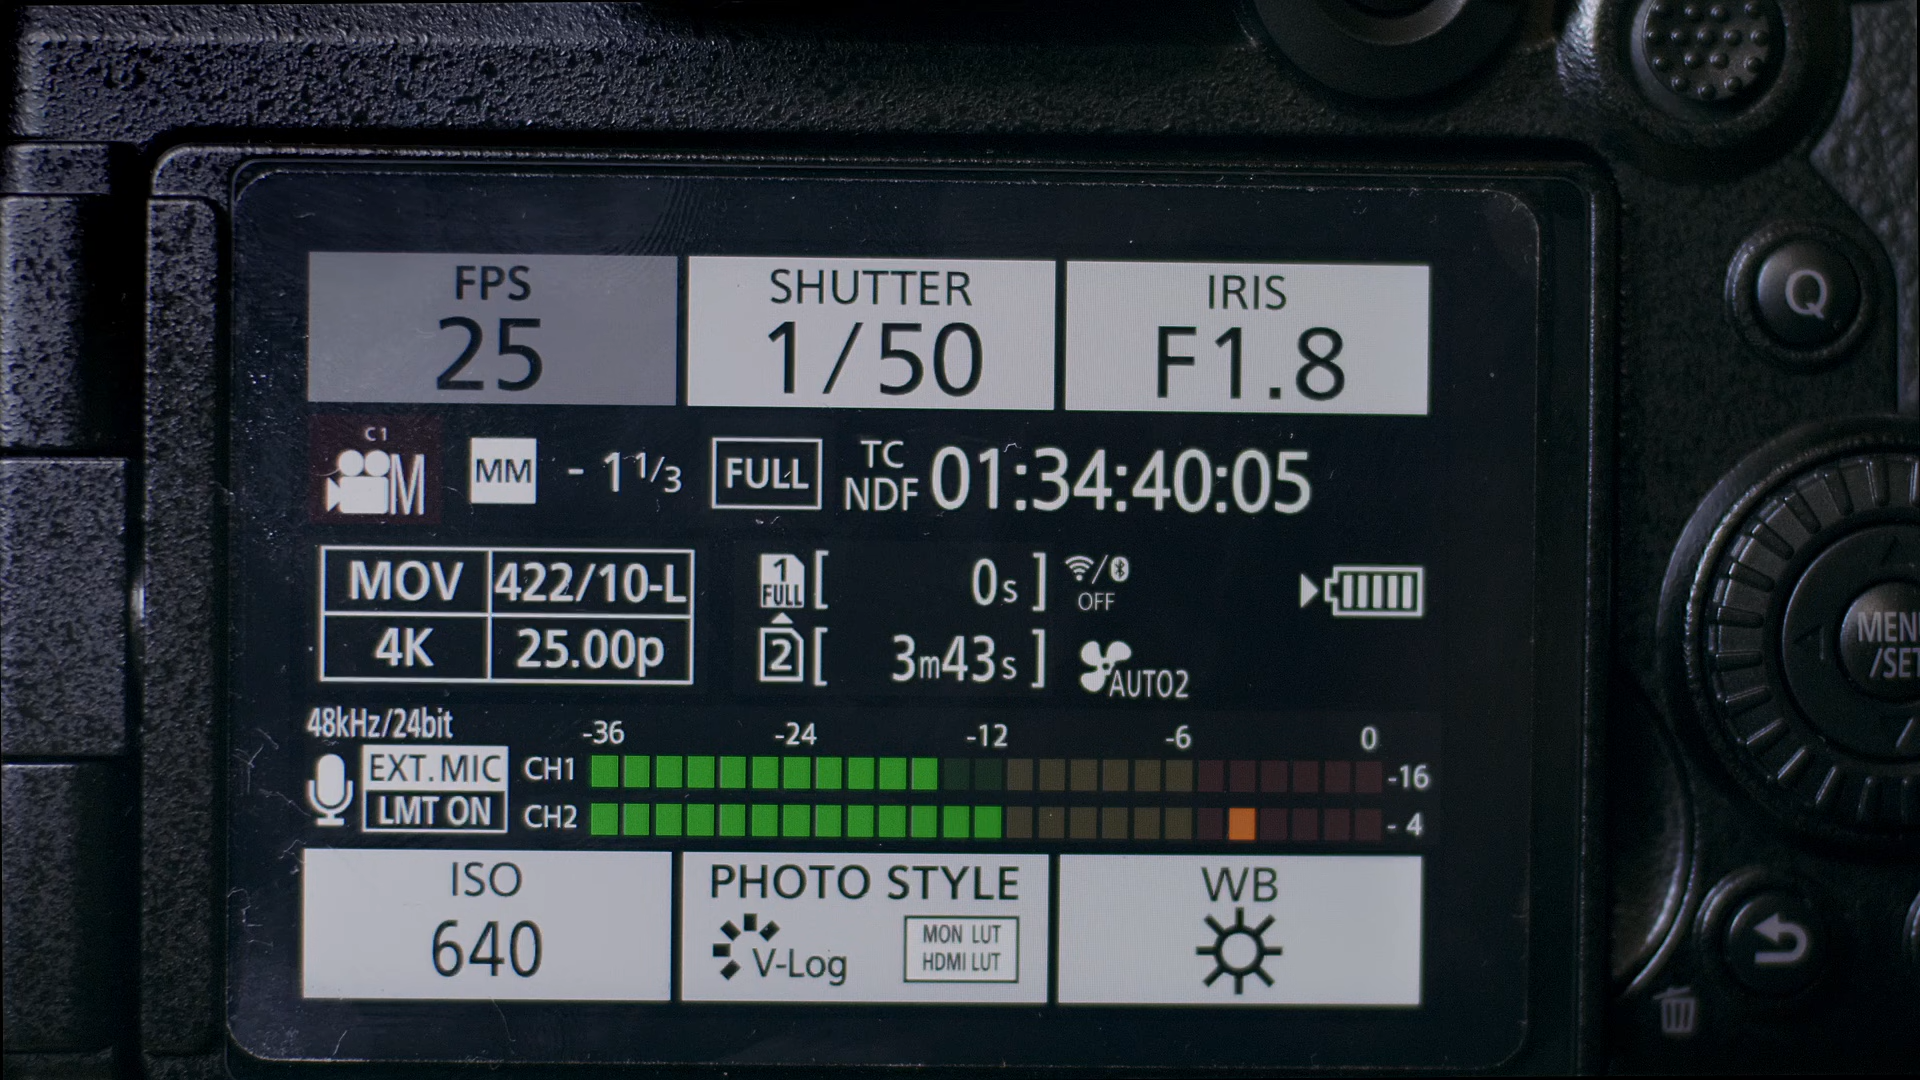 FPS
25
SHUTTER
1/50
IRIS
F1.8
Q
C1
M
MM
- 1 1/3
FULL
TC
NDF
01:34:40:05
MOV
422/10-L
4K
25.00p
1
FULL
[ 0s ]
OFF
2
[ 3m43s ]
AUTO2
MENU
/SET
48kHz/24bit
-36 -24 -12 -6 0
EXT.MIC
LMT ON
CH1
-16
CH2
- 4
ISO
640
PHOTO STYLE
V-Log
MON LUT
HDMI LUT
WB